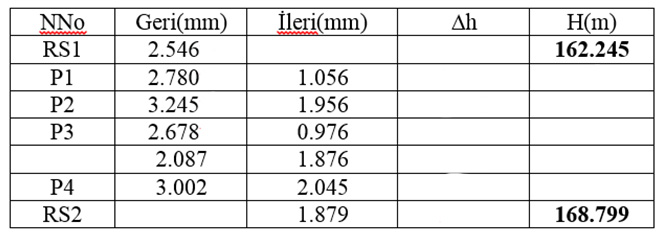 NNo Geri(mm) İleri(mm) Δh H(m)
RS1 2.546 162.245
P1 2.780 1.056
P2 3.245 1.956
P3 2.678 0.976
2.087 1.876
P4 3.002 2.045
RS2 1.879 168.799